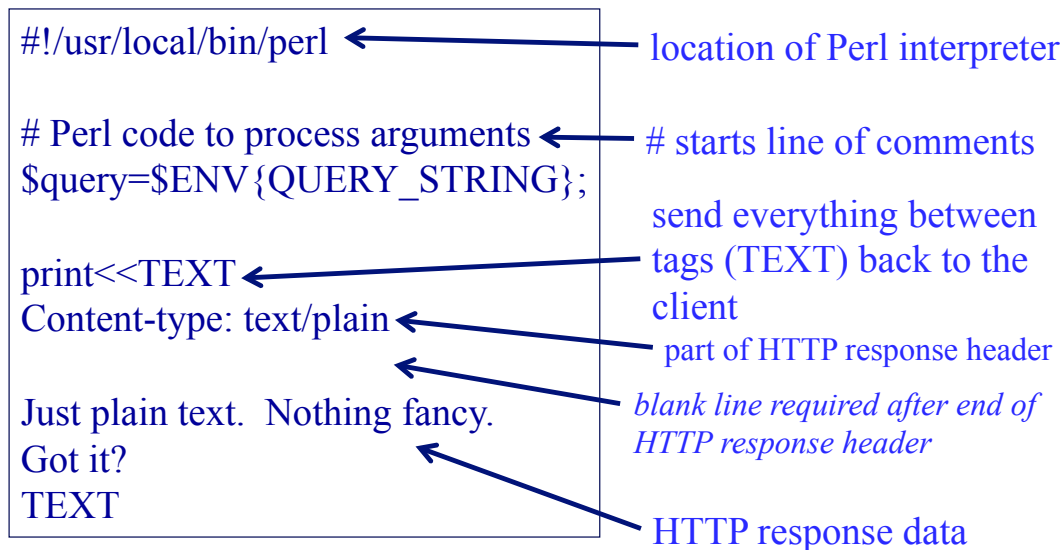 #!/usr/local/bin/perl
# Perl code to process arguments
$query=$ENV{QUERY_STRING};
print<<TEXT
Content-type: text/plain
Just plain text.  Nothing fancy.
Got it?
TEXT
location of Perl interpreter
# starts line of comments
send everything between
tags (TEXT) back to the
client
part of HTTP response header
blank line required after end of
HTTP response header
HTTP response data